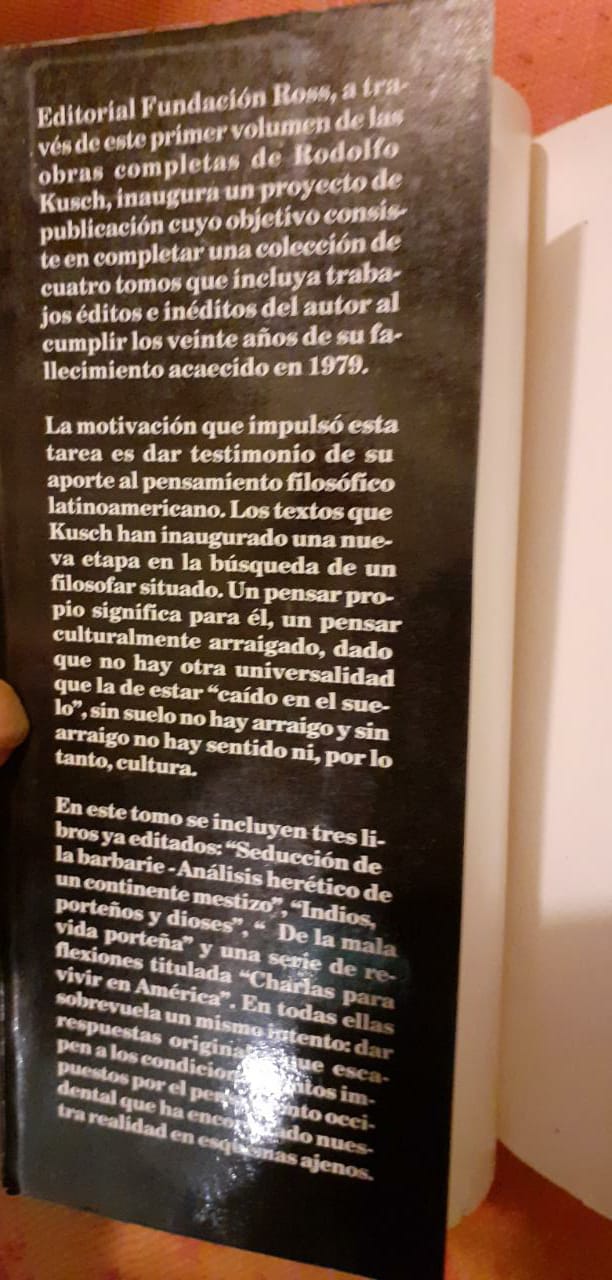 Editorial Fundación Ross, a tra-
vés de este primer volumen de las
obras completas de Rodolfo
Kusch, inaugura un proyecto de
publicación cuyo objetivo consis-
te en completar una colección de
cuatro tomos que incluya traba-
jos éditos e inéditos del autor al
cumplir los veinte años de su fa-
llecimiento acaecido en 1979.
La motivación que impulsó esta
tarea es dar testimonio de su
aporte al pensamiento filosófico
latinoamericano. Los textos que
Kusch han inaugurado una nue-
va etapa en la búsqueda de un
filosofar situado. Un pensar pro-
pio significa para él, un pensar
culturalmente arraigado, dado
que no hay otra universalidad
que la de estar “caído en el sue-
lo”, sin suelo no hay arraigo y sin
arraigo no hay sentido ni, por lo
tanto, cultura.
En este tomo se incluyen tres li-
bros ya editados: “Seducción de
la barbarie - Análisis herético de
un continente mestizo”, “Indios,
porteños y dioses”, “ De la mala
vida porteña” y una serie de re-
flexiones titulada “Charlas para
vivir en América”. En todas ellas
sobrevuela un mismo intento: dar
respuestas que esca-
pen a los im-
puestos por el occi-
dental que ha nues-
tra realidad en esquemas ajenos.